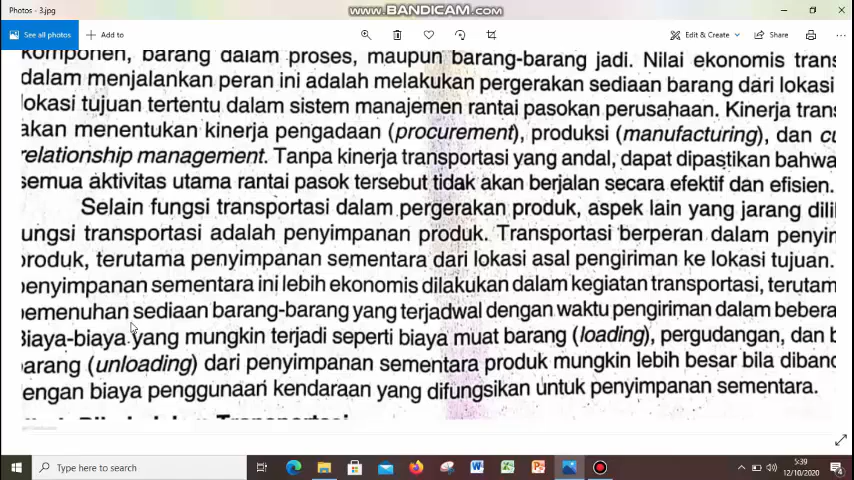 Photos - 3.jpg
www.BANDICAM.com
See all photos
Add to
Edit & Create
Share
komponen, barang dalam proses, maupun barang-barang jadi. Nilai ekonomis trans
dalam menjalankan peran ini adalah melakukan pergerakan sediaan barang dari lokasi
lokasi tujuan tertentu dalam sistem manajemen rantai pasokan perusahaan. Kinerja trans
akan menentukan kinerja pengadaan (procurement), produksi (manufacturing), dan cu
relationship management. Tanpa kinerja transportasi yang andal, dapat dipastikan bahwa
semua aktivitas utama rantai pasok tersebut tidak akan berjalan secara efektif dan efisien.
Selain fungsi transportasi dalam pergerakan produk, aspek lain yang jarang dili
ungsi transportasi adalah penyimpanan produk. Transportasi berperan dalam penyim
produk, terutama penyimpanan sementara dari lokasi asal pengiriman ke lokasi tujuan.
penyimpanan sementara ini lebih ekonomis dilakukan dalam kegiatan transportasi, terutam
pemenuhan sediaan barang-barang yang terjadwal dengan waktu pengiriman dalam bebera
Biaya-biaya yang mungkin terjadi seperti biaya muat barang (loading), pergudangan, dan b
arang (unloading) dari penyimpanan sementara produk mungkin lebih besar bila diband
engan biaya penggunaan kendaraan yang difungsikan untuk penyimpanan sementara.
Type here to search
5:39
12/10/2020
4